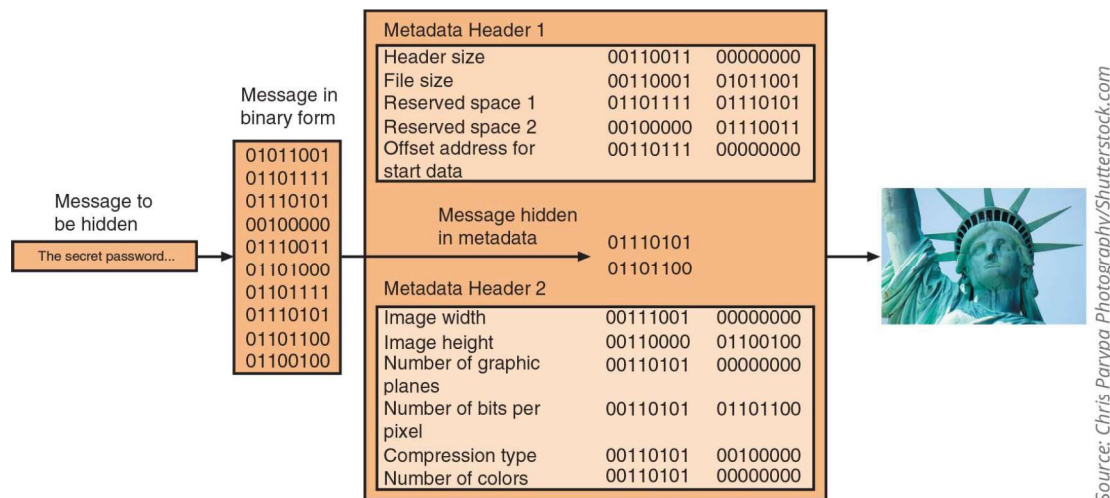 Message to
be hidden
The secret password...
Message in
binary form
01011001
01101111
01110101
00100000
01110011
01101000
01101111
01110101
01101100
01100100
Metadata Header 1
Header size 00110011 00000000
File size 00110001 01011001
Reserved space 1 01101111 01110101
Reserved space 2 00100000 01110011
Offset address for 00110111 00000000
start data
Message hidden
in metadata
01110101
01101100
Metadata Header 2
Image width 00111001 00000000
Image height 00110000 01100100
Number of graphic 00110101 00000000
planes
Number of bits per 00110101 01101100
pixel
Compression type 00110101 00100000
Number of colors 00110101 00000000
Source: Chris Parypa Photography/Shutterstock.com